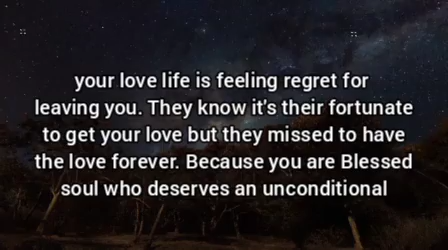 your love life is feeling regret for
leaving you. They know it's their fortunate
to get your love but they missed to have
the love forever. Because you are Blessed
soul who deserves an unconditional